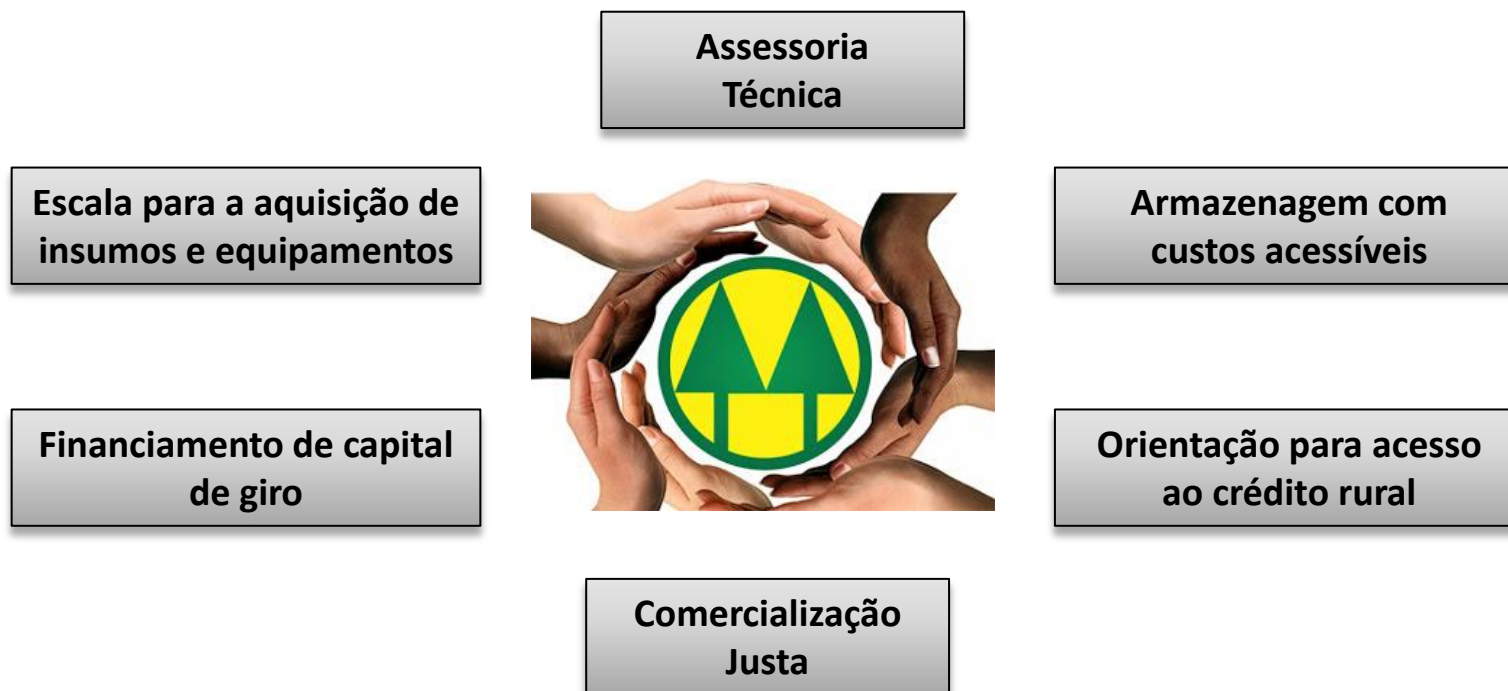 Assessoria
Técnica
Escala para a aquisição de
insumos e equipamentos
Armazenagem com
custos acessíveis
Financiamento de capital
de giro
Orientação para acesso
ao crédito rural
Comercialização
Justa